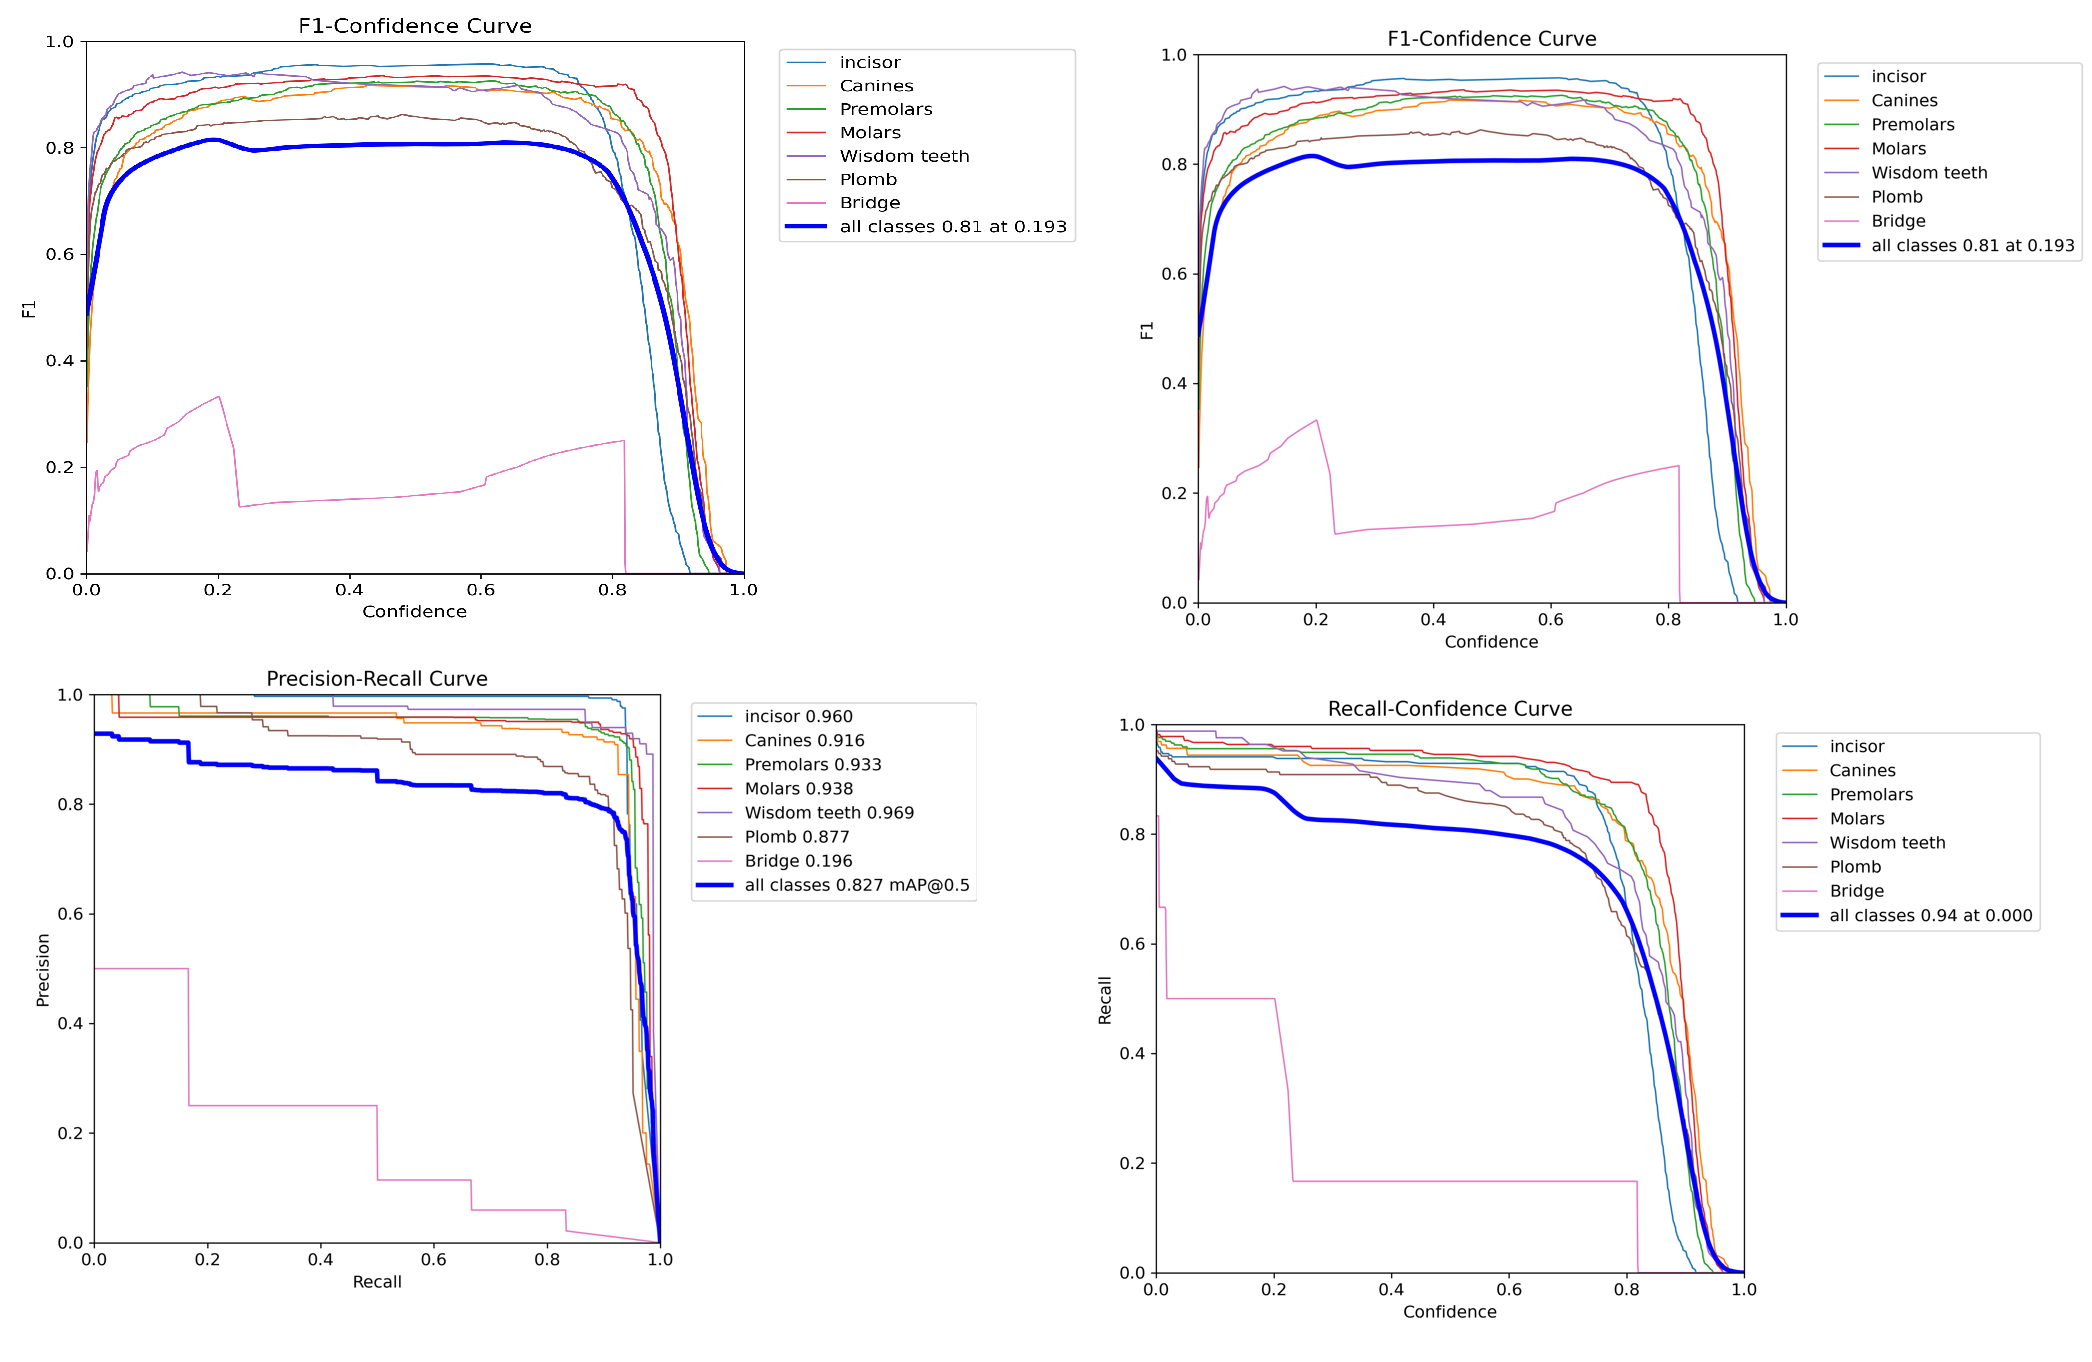 F1-Confidence Curve
1.0
0.8
0.6
0.4
0.2
0.0
F1
0.0 0.2 0.4 0.6 0.8 1.0
Confidence
incisor
Canines
Premolars
Molars
Wisdom teeth
Plomb
Bridge
all classes 0.81 at 0.193
F1-Confidence Curve
1.0
0.8
0.6
0.4
0.2
0.0
F1
0.0 0.2 0.4 0.6 0.8 1.0
Confidence
incisor
Canines
Premolars
Molars
Wisdom teeth
Plomb
Bridge
all classes 0.81 at 0.193
Precision-Recall Curve
1.0
0.8
0.6
0.4
0.2
0.0
Precision
0.0 0.2 0.4 0.6 0.8 1.0
Recall
incisor 0.960
Canines 0.916
Premolars 0.933
Molars 0.938
Wisdom teeth 0.969
Plomb 0.877
Bridge 0.196
all classes 0.827 mAP@0.5
Recall-Confidence Curve
1.0
0.8
0.6
0.4
0.2
0.0
Recall
0.0 0.2 0.4 0.6 0.8 1.0
Confidence
incisor
Canines
Premolars
Molars
Wisdom teeth
Plomb
Bridge
all classes 0.94 at 0.000